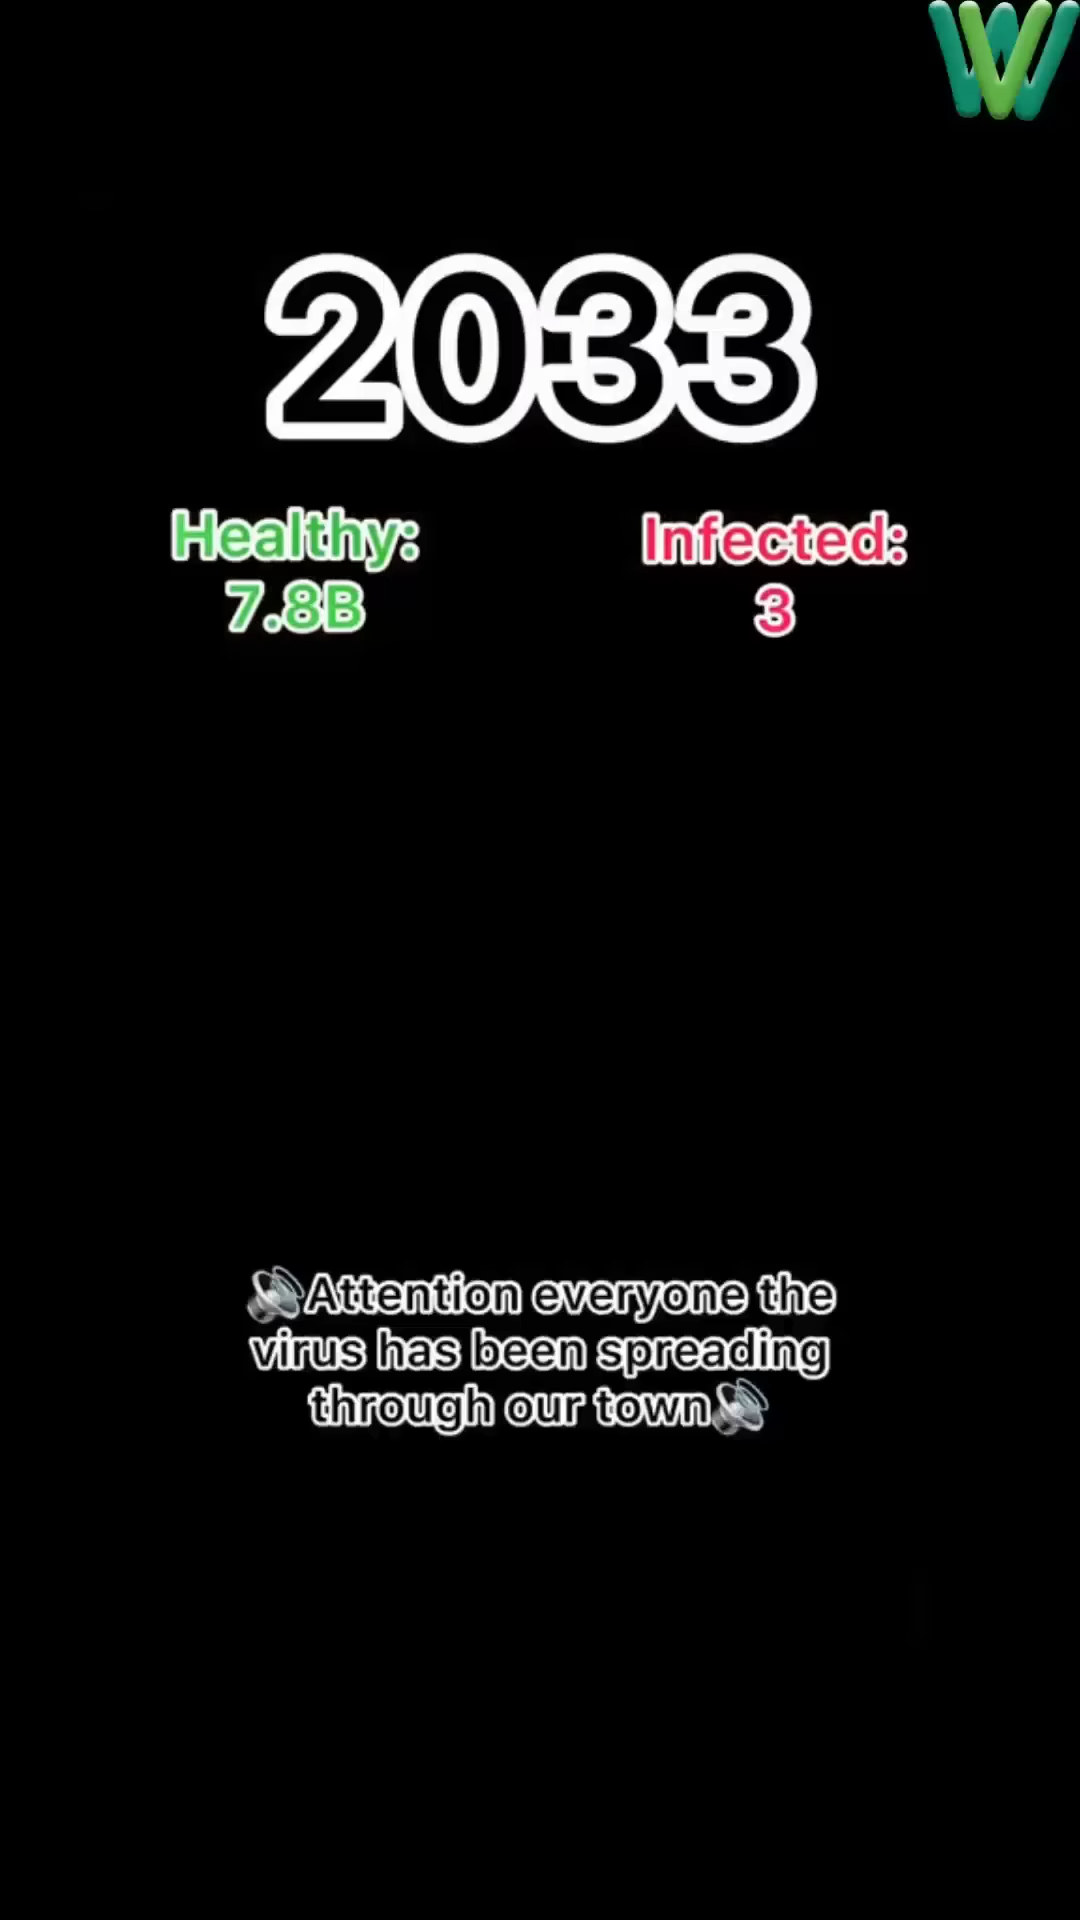 W
2033
Healthy:
7.8B
Infected:
3
🔊Attention everyone the
virus has been spreading
through our town🔊